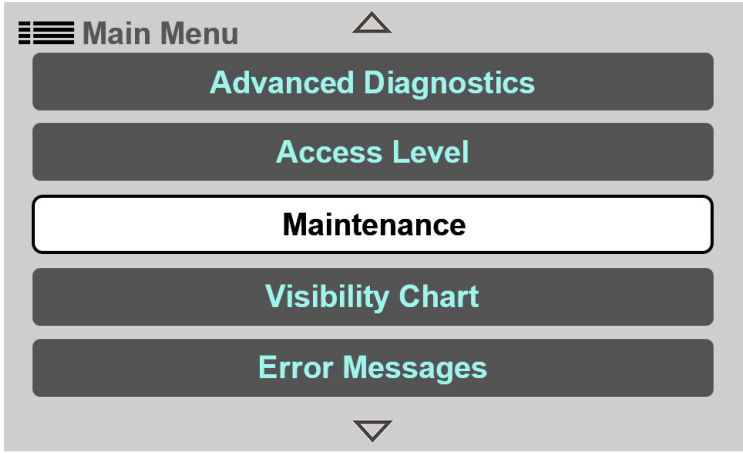 Main Menu
Advanced Diagnostics
Access Level
Maintenance
Visibility Chart
Error Messages